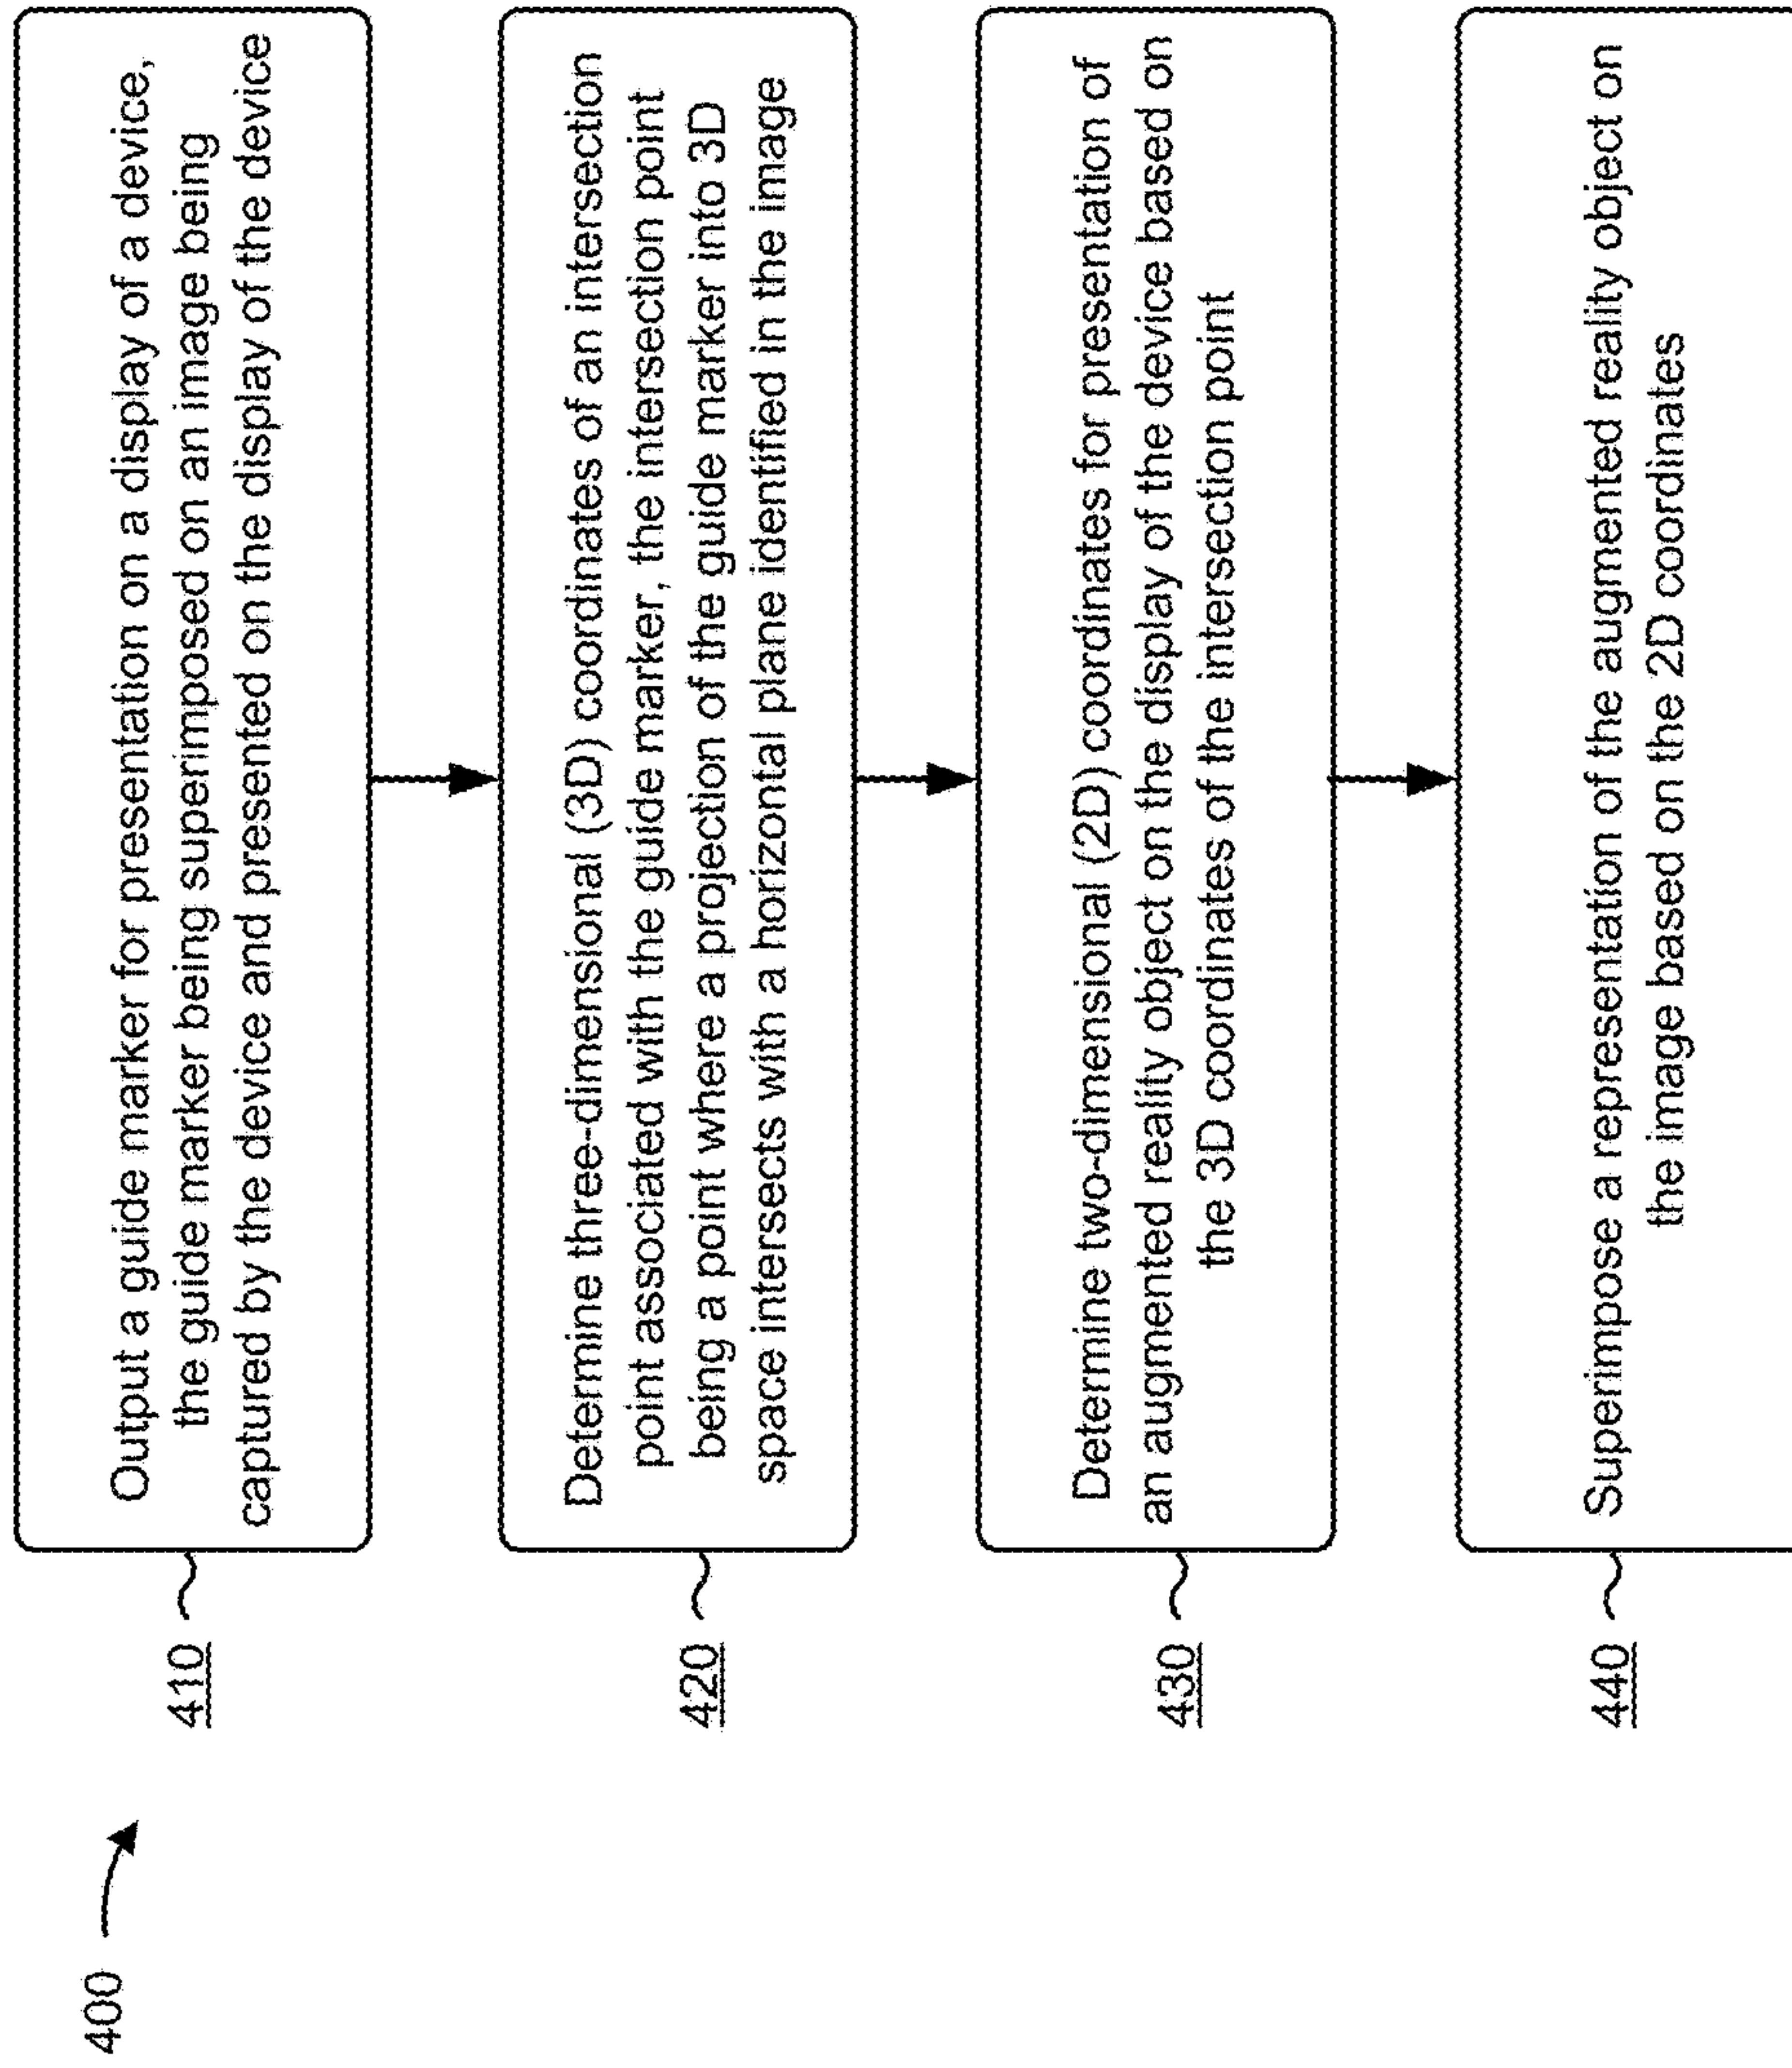 400
410
Output a guide marker for presentation on a display of a device,
the guide marker being superimposed on an image being
captured by the device and presented on the display of the device
420
Determine three-dimensional (3D) coordinates of an intersection
point associated with the guide marker, the intersection point
being a point where a projection of the guide marker into 3D
space intersects with a horizontal plane identified in the image
430
Determine two-dimensional (2D) coordinates for presentation of
an augmented reality object on the display of the device based on
the 3D coordinates of the intersection point
440
Superimpose a representation of the augmented reality object on
the image based on the 2D coordinates